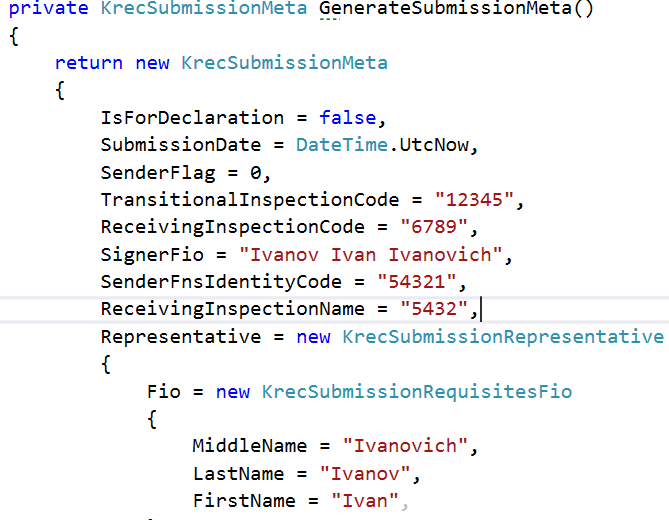 private KrecSubmissionMeta GenerateSubmissionMeta()
{
return new KrecSubmissionMeta
{
IsForDeclaration = false,
SubmissionDate = DateTime.UtcNow,
SenderFlag = 0,
TransitionalInspectionCode = "12345",
ReceivingInspectionCode = "6789",
SignerFio = "Ivanov Ivan Ivanovich",
SenderFnsIdentityCode = "54321",
ReceivingInspectionName = "5432",
Representative = new KrecSubmissionRepresentative
{
Fio = new KrecSubmissionRequisitesFio
{
MiddleName = "Ivanovich",
LastName = "Ivanov",
FirstName = "Ivan",